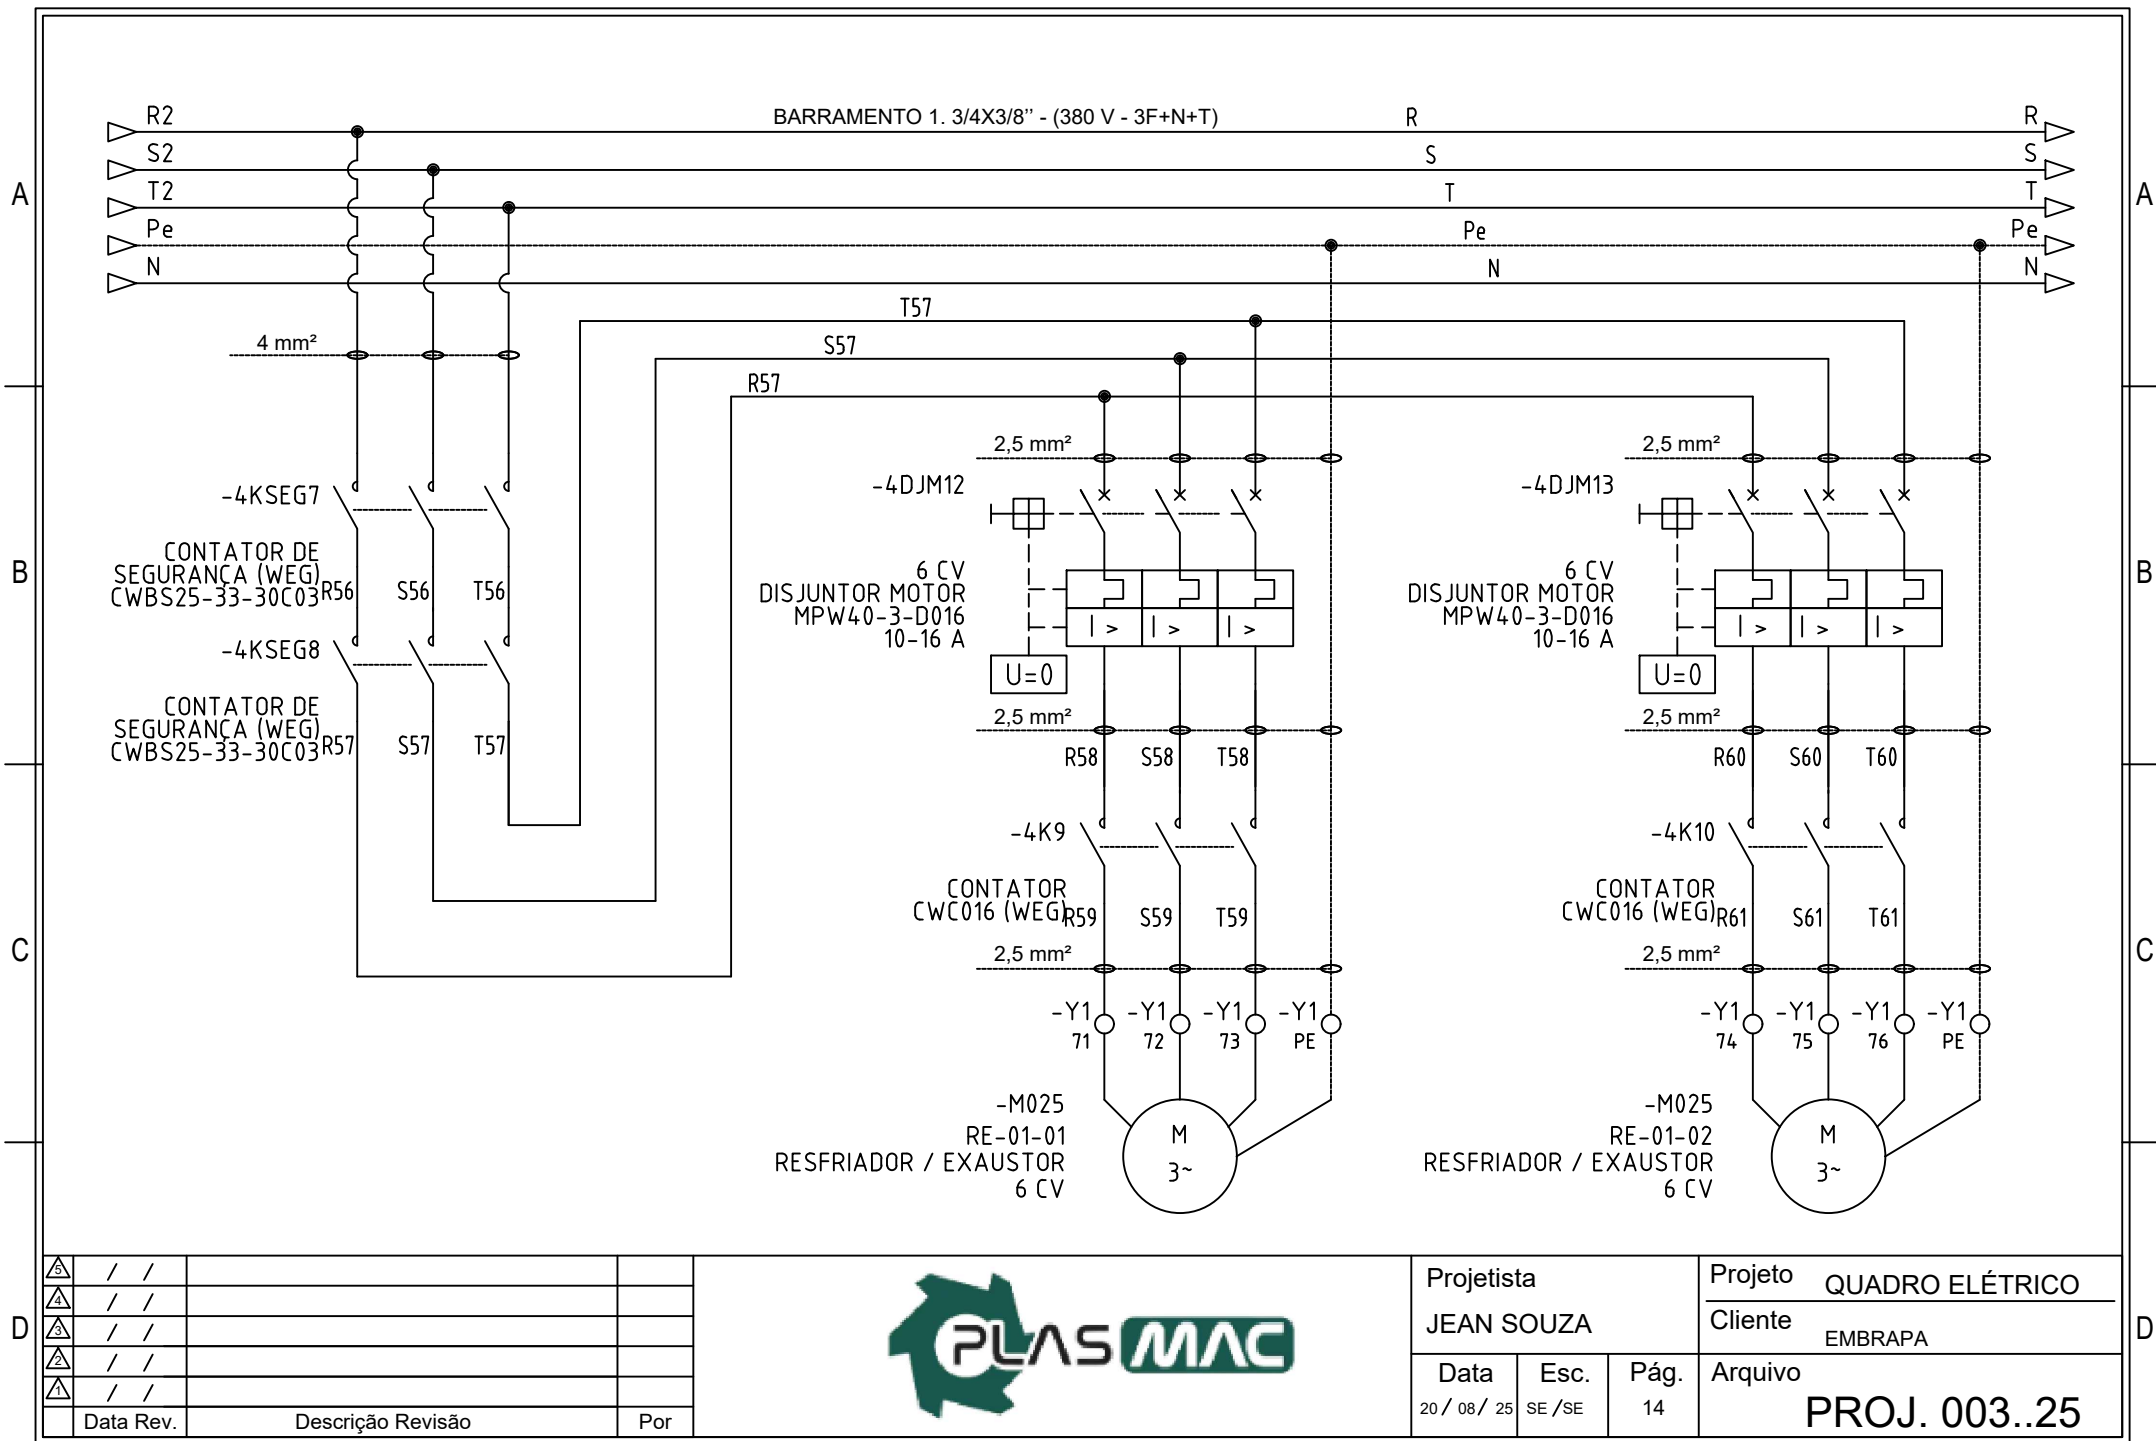 R2
BARRAMENTO 1. 3/4X3/8’’ - (380 V - 3F+N+T)
R
R
S2
S
S
T2
T
T
A
A
Pe
Pe
Pe
N
N
N
T57
4 mm²
S57
R57
2,5 mm²
2,5 mm²
-4KSEG7
-4DJM12
-4DJM13
CONTATOR DE
SEGURANÇA (WEG)
CWBS25-33-30C03
R56
S56
T56
B
B
6 CV
DISJUNTOR MOTOR
MPW40-3-D016
10-16 A
I >
I >
I >
U=0
6 CV
DISJUNTOR MOTOR
MPW40-3-D016
10-16 A
I >
I >
I >
U=0
-4KSEG8
CONTATOR DE
SEGURANÇA (WEG)
CWBS25-33-30C03
R57
S57
T57
2,5 mm²
2,5 mm²
R58
S58
T58
R60
S60
T60
-4K9
-4K10
CONTATOR
CWC016 (WEG)
R59
S59
T59
CONTATOR
CWC016 (WEG)
R61
S61
T61
C
C
2,5 mm²
2,5 mm²
-Y1
71
-Y1
72
-Y1
73
-Y1
PE
-Y1
74
-Y1
75
-Y1
76
-Y1
PE
-M025
RE-01-01
RESFRIADOR / EXAUSTOR
6 CV
M
3~
-M025
RE-01-02
RESFRIADOR / EXAUSTOR
6 CV
M
3~
5 / /
4 / /
3 / /
2 / /
1 / /
Data Rev.
Descrição Revisão
Por
D
D
PLASMAC
Projetista
JEAN SOUZA
Projeto QUADRO ELÉTRICO
Cliente
EMBRAPA
Data
20 / 08 / 25
Esc.
SE /SE
Pág.
14
Arquivo
PROJ. 003..25